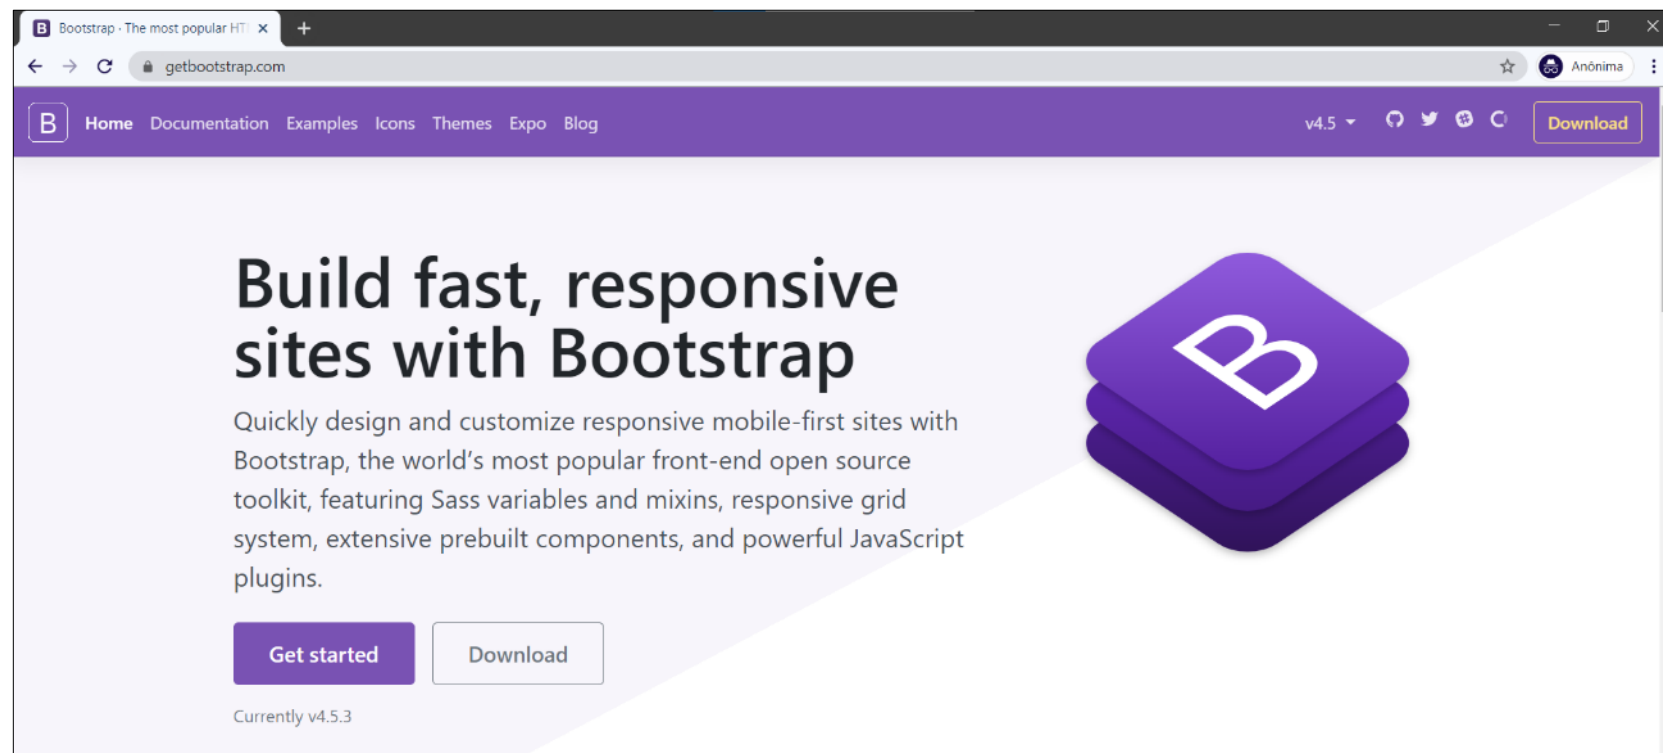 B Bootstrap · The most popular HT
getbootstrap.com
Anônima
B Home Documentation Examples Icons Themes Expo Blog v4.5 Download
Build fast, responsive
sites with Bootstrap
Quickly design and customize responsive mobile-first sites with
Bootstrap, the world’s most popular front-end open source
toolkit, featuring Sass variables and mixins, responsive grid
system, extensive prebuilt components, and powerful JavaScript
plugins.
B
Get started Download
Currently v4.5.3